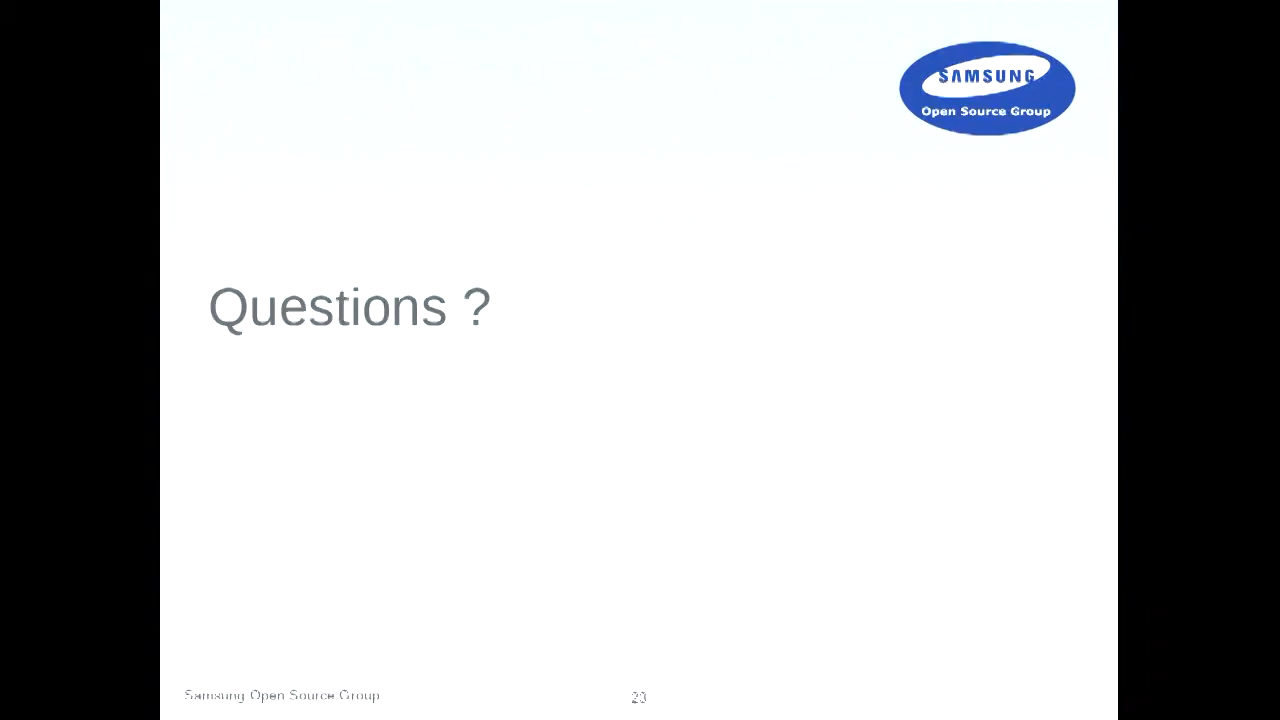 SAMSUNG
Open Source Group
Questions ?
Samsung Open Source Group
20